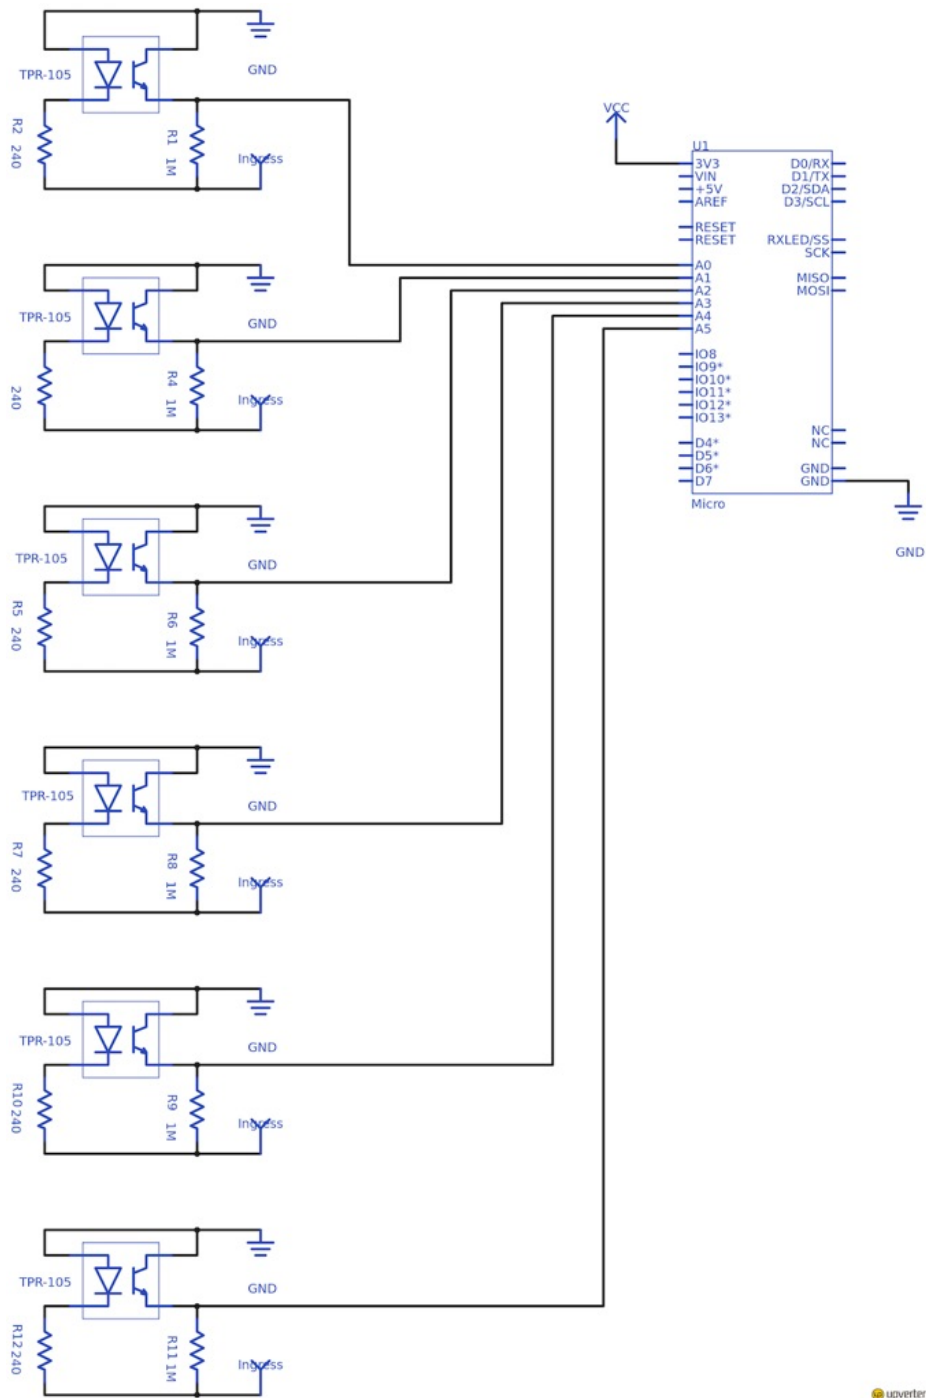 GND
TPR-105
R2 240
R1 1M
Ingress
GND
TPR-105
240
R4 1M
Ingress
GND
TPR-105
R5 240
R6 1M
Ingress
GND
TPR-105
R7 240
R8 1M
Ingress
GND
TPR-105
R10 240
R9 1M
Ingress
GND
TPR-105
R12 240
R11 1M
Ingress
VCC
U1
3V3
VIN
+5V
AREF
RESET
RESET
A0
A1
A2
A3
A4
A5
IO8
IO9*
IO10*
IO11*
IO12*
IO13*
D4*
D5*
D6*
D7
D0/RX
D1/TX
D2/SDA
D3/SCL
RXLED/SS
SCK
MISO
MOSI
NC
NC
GND
GND
Micro
GND
upverter